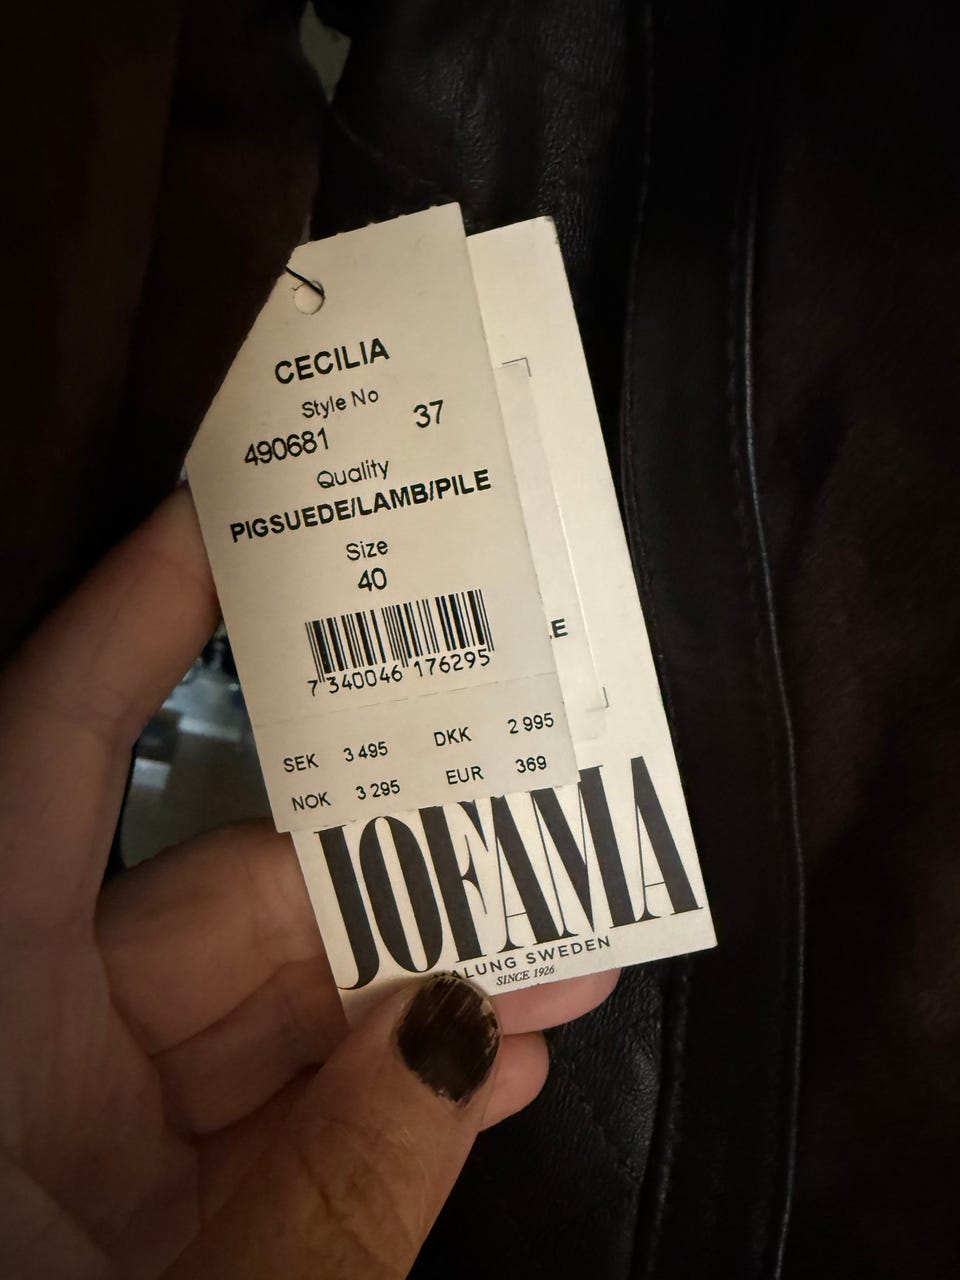 CECILIA
Style No
490681 37
Quality
PIGSUEDE/LAMB/PILE
Size
40
7 340046 176295
SEK 3 495 DKK 2 995
NOK 3 295 EUR 369
JOFAMA
ALUNG SWEDEN
SINCE 1926